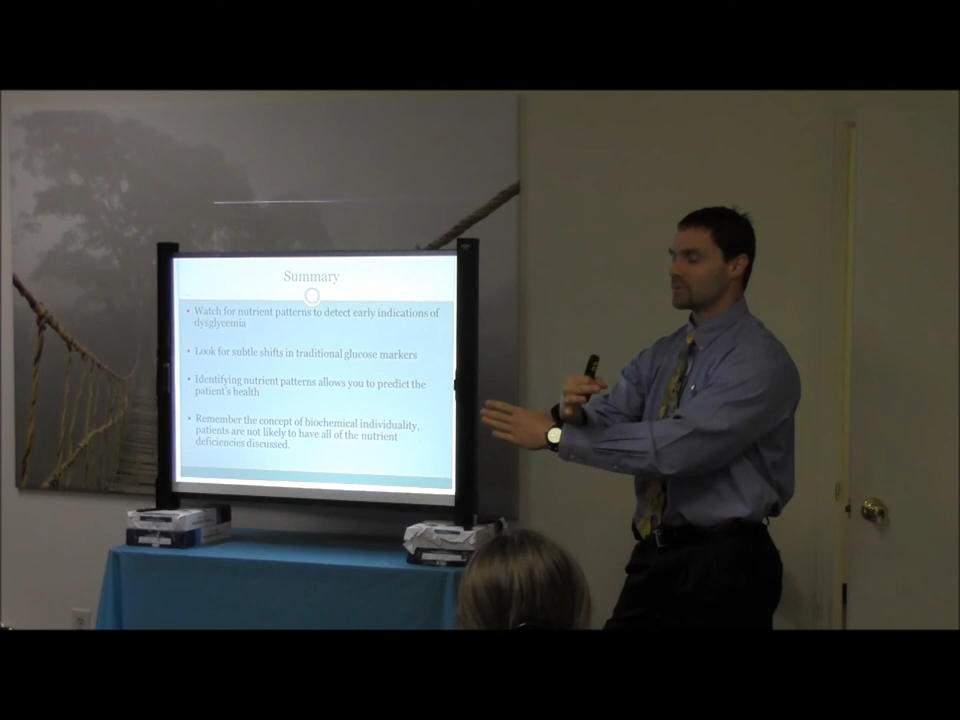 Summary
• Watch for nutrient patterns to detect early indications of
dysglycemia
• Look for subtle shifts in traditional glucose markers
• Identifying nutrient patterns allows you to predict the
patient's health
• Remember the concept of biochemical individuality,
patients are not likely to have all of the nutrient
deficiencies discussed.